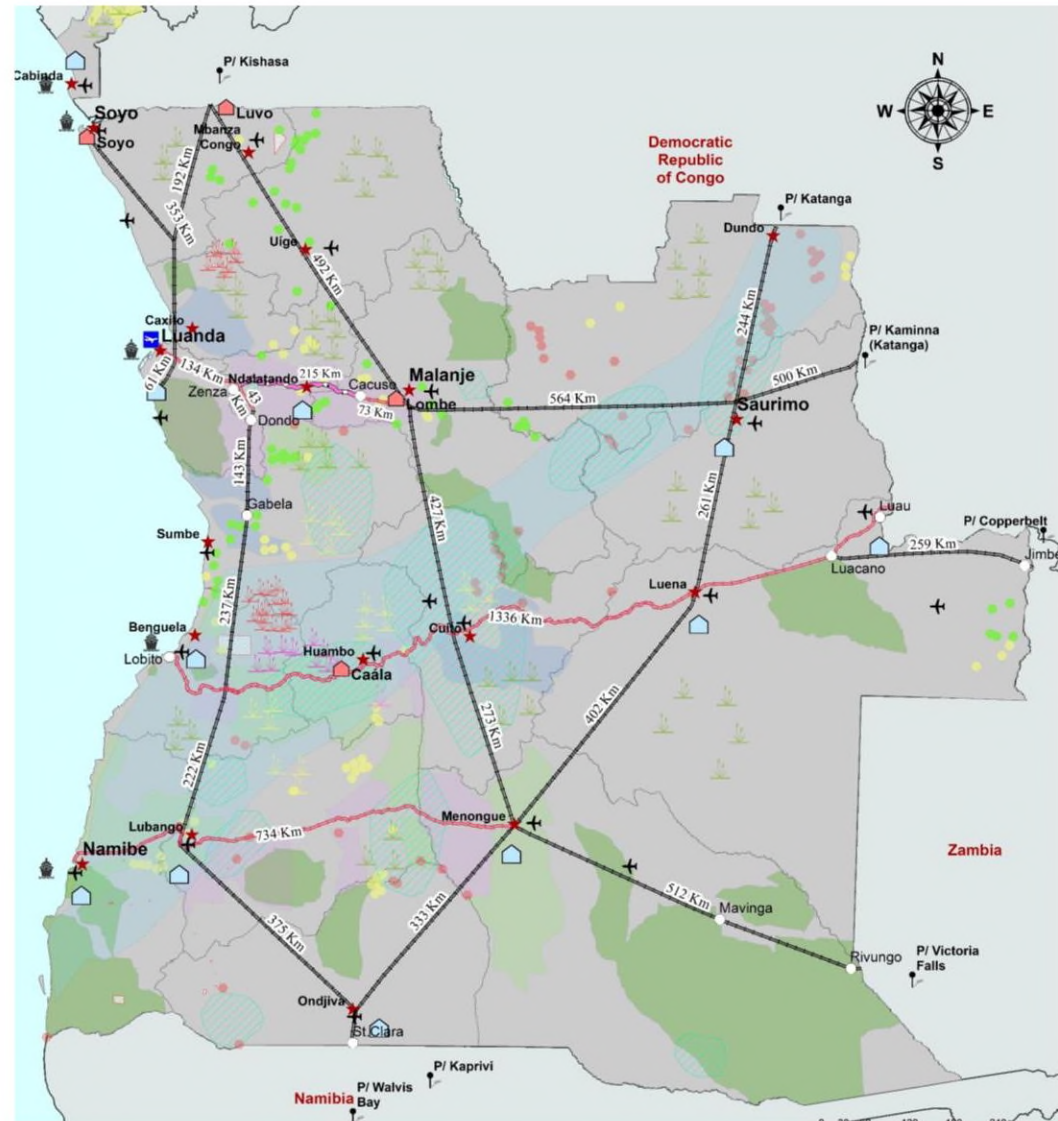 P/ Kishasa
Cabinda
N
W
E
S
Soyo
Soyo
Luvo
Mbanza
Congo
192 Km
353 Km
Democratic
Republic
of Congo
P/ Katanga
Dundo
Uíge
492 Km
244 Km
Caxito
Luanda
P/ Kaminna
(Katanga)
61 Km
134 Km
Ndalatando
215 Km
Cacuso
Malanje
500 Km
Zenza
43
Km
73 Km
Lombe
564 Km
Saurimo
Dondo
143 Km
427 Km
261 Km
Gabela
Luau
P/ Copperbelt
Sumbe
259 Km
Luacano
Jimbe
Luena
237 Km
1336 Km
Benguela
Cuito
Lobito
Huambo
Caála
402 Km
273 Km
222 Km
Lubango
734 Km
Menongue
Namibe
Zambia
512 Km
375 Km
333 Km
Mavinga
P/ Victoria
Falls
Rivungo
Ondjiva
St.Clara
P/ Kaprivi
Namibia
P/ Walvis
Bay